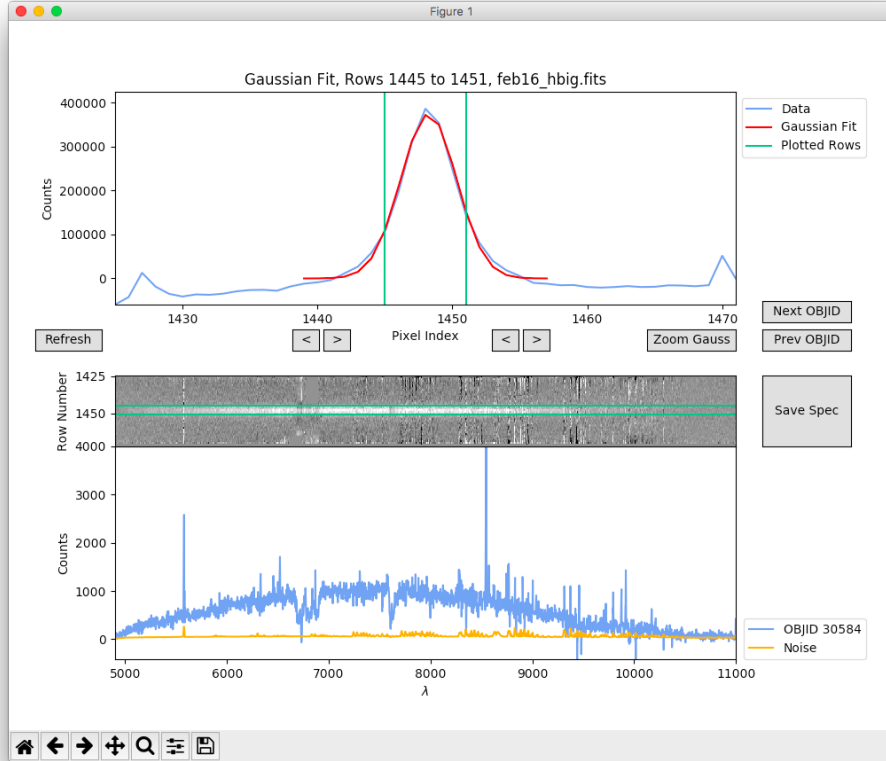 Figure 1
Gaussian Fit, Rows 1445 to 1451, feb16_hbig.fits
400000
300000
200000
100000
0
Counts
1430
1440
1450
1460
1470
Pixel Index
Data
Gaussian Fit
Plotted Rows
Next OBJID
Refresh
<
>
<
>
Zoom Gauss
Prev OBJID
1425
1450
Row Number
Save Spec
4000
3000
2000
1000
0
Counts
5000
6000
7000
8000
9000
10000
11000
λ
OBJID 30584
Noise